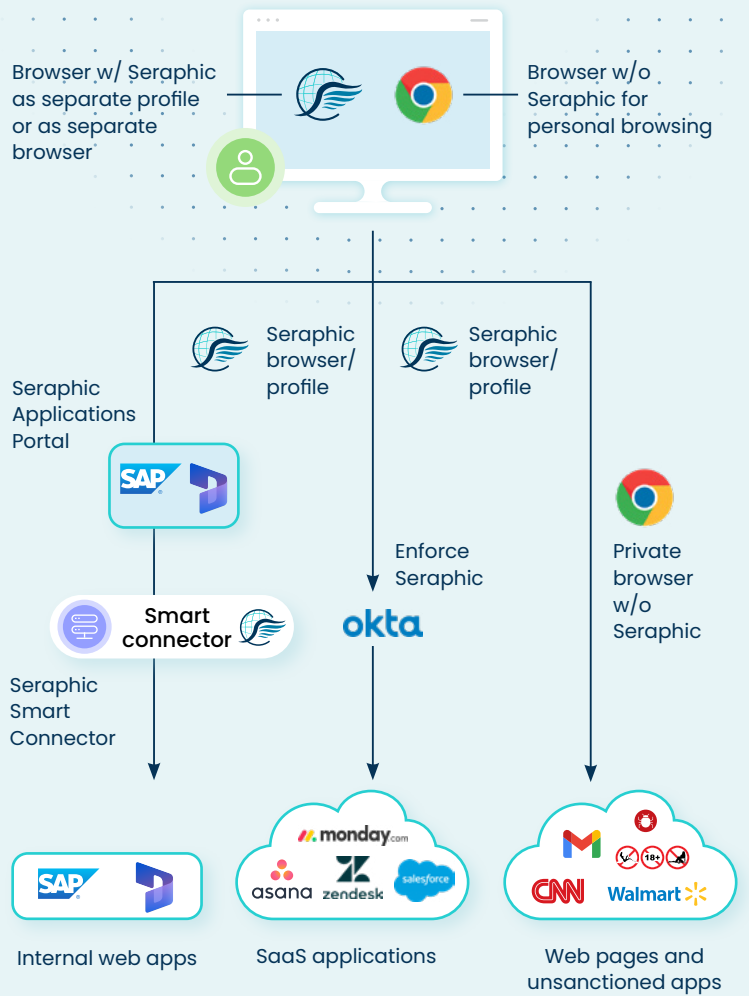 Browser w/ Seraphic
as separate profile
or as separate
browser
Browser w/o
Seraphic for
personal browsing
Seraphic
browser/
profile
Seraphic
browser/
profile
Seraphic
Applications
Portal
SAP
®
Enforce
Seraphic
Private
browser
w/o
Seraphic
Smart
connector
okta
Seraphic
Smart
Connector
SAP
®
monday.com
asana
zendesk
salesforce
18+
CNN
Walmart
Internal web apps
SaaS applications
Web pages and
unsanctioned apps